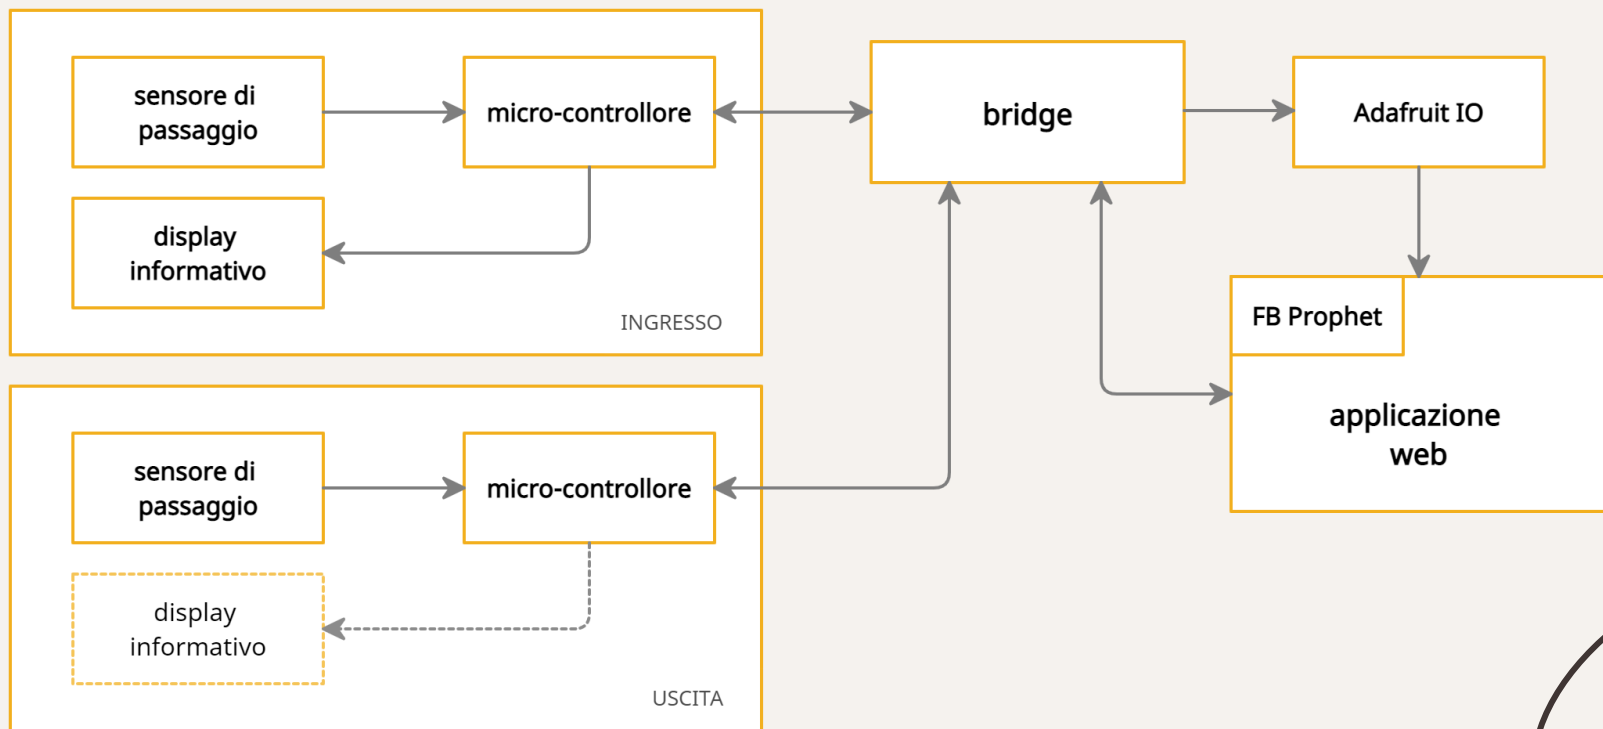 sensore di
passaggio
micro-controllore
display
informativo
INGRESSO
bridge
Adafruit IO
FB Prophet
applicazione
web
sensore di
passaggio
micro-controllore
display
informativo
USCITA